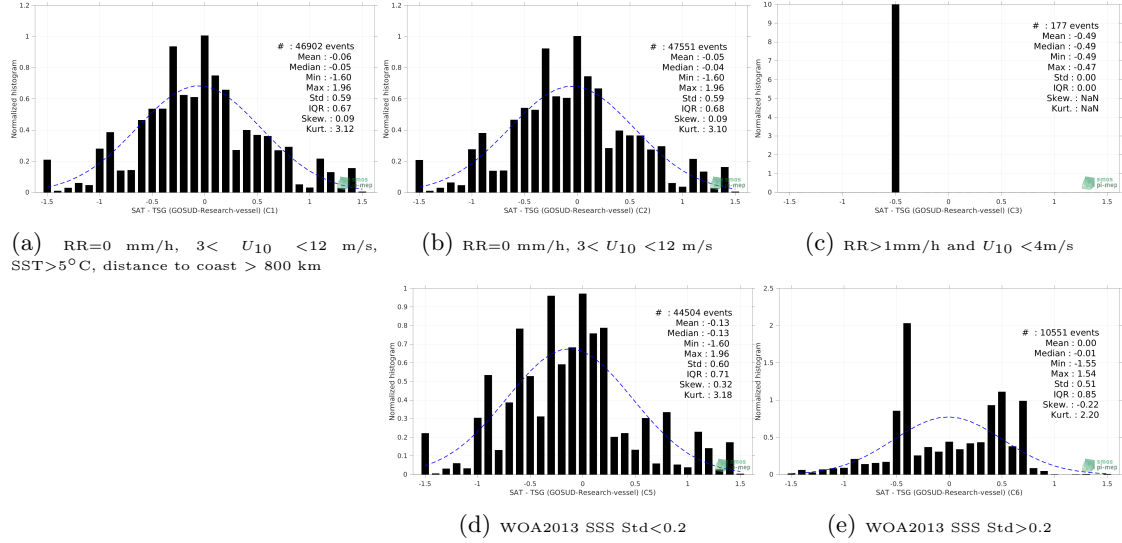 1.2
1
0.8
0.6
0.4
0.2
0
Normalized histogram
# : 46902 events
Mean : -0.06
Median : -0.05
Min : -1.60
Max : 1.96
Std : 0.59
IQR : 0.67
Skew. : 0.09
Kurt. : 3.12
smos
pi-mep
-1.5 -1 -0.5 0 0.5 1 1.5
SAT - TSG (GOSUD-Research-vessel) (C1)
(a) RR=0 mm/h, 3< U10 <12 m/s,
SST>5°C, distance to coast > 800 km
1.2
1
0.8
0.6
0.4
0.2
0
Normalized histogram
# : 47551 events
Mean : -0.05
Median : -0.04
Min : -1.60
Max : 1.96
Std : 0.59
IQR : 0.68
Skew. : 0.09
Kurt. : 3.10
smos
pi-mep
-1.5 -1 -0.5 0 0.5 1 1.5
SAT - TSG (GOSUD-Research-vessel) (C2)
(b) RR=0 mm/h, 3< U10 <12 m/s
10
9
8
7
6
5
4
3
2
1
0
Normalized histogram
# : 177 events
Mean : -0.49
Median : -0.49
Min : -0.49
Max : -0.47
Std : 0.00
IQR : 0.00
Skew. : NaN
Kurt. : NaN
smos
pi-mep
-1.5 -1 -0.5 0 0.5 1 1.5
SAT - TSG (GOSUD-Research-vessel) (C3)
(c) RR>1mm/h and U10 <4m/s
1
0.9
0.8
0.7
0.6
0.5
0.4
0.3
0.2
0.1
0
Normalized histogram
# : 44504 events
Mean : -0.13
Median : -0.13
Min : -1.60
Max : 1.96
Std : 0.60
IQR : 0.71
Skew. : 0.32
Kurt. : 3.18
smos
pi-mep
-1.5 -1 -0.5 0 0.5 1 1.5
SAT - TSG (GOSUD-Research-vessel) (C5)
(d) WOA2013 SSS Std<0.2
2.5
2
1.5
1
0.5
0
Normalized histogram
# : 10551 events
Mean : 0.00
Median : -0.01
Min : -1.55
Max : 1.54
Std : 0.51
IQR : 0.85
Skew. : -0.22
Kurt. : 2.20
smos
pi-mep
-1.5 -1 -0.5 0 0.5 1 1.5
SAT - TSG (GOSUD-Research-vessel) (C6)
(e) WOA2013 SSS Std>0.2